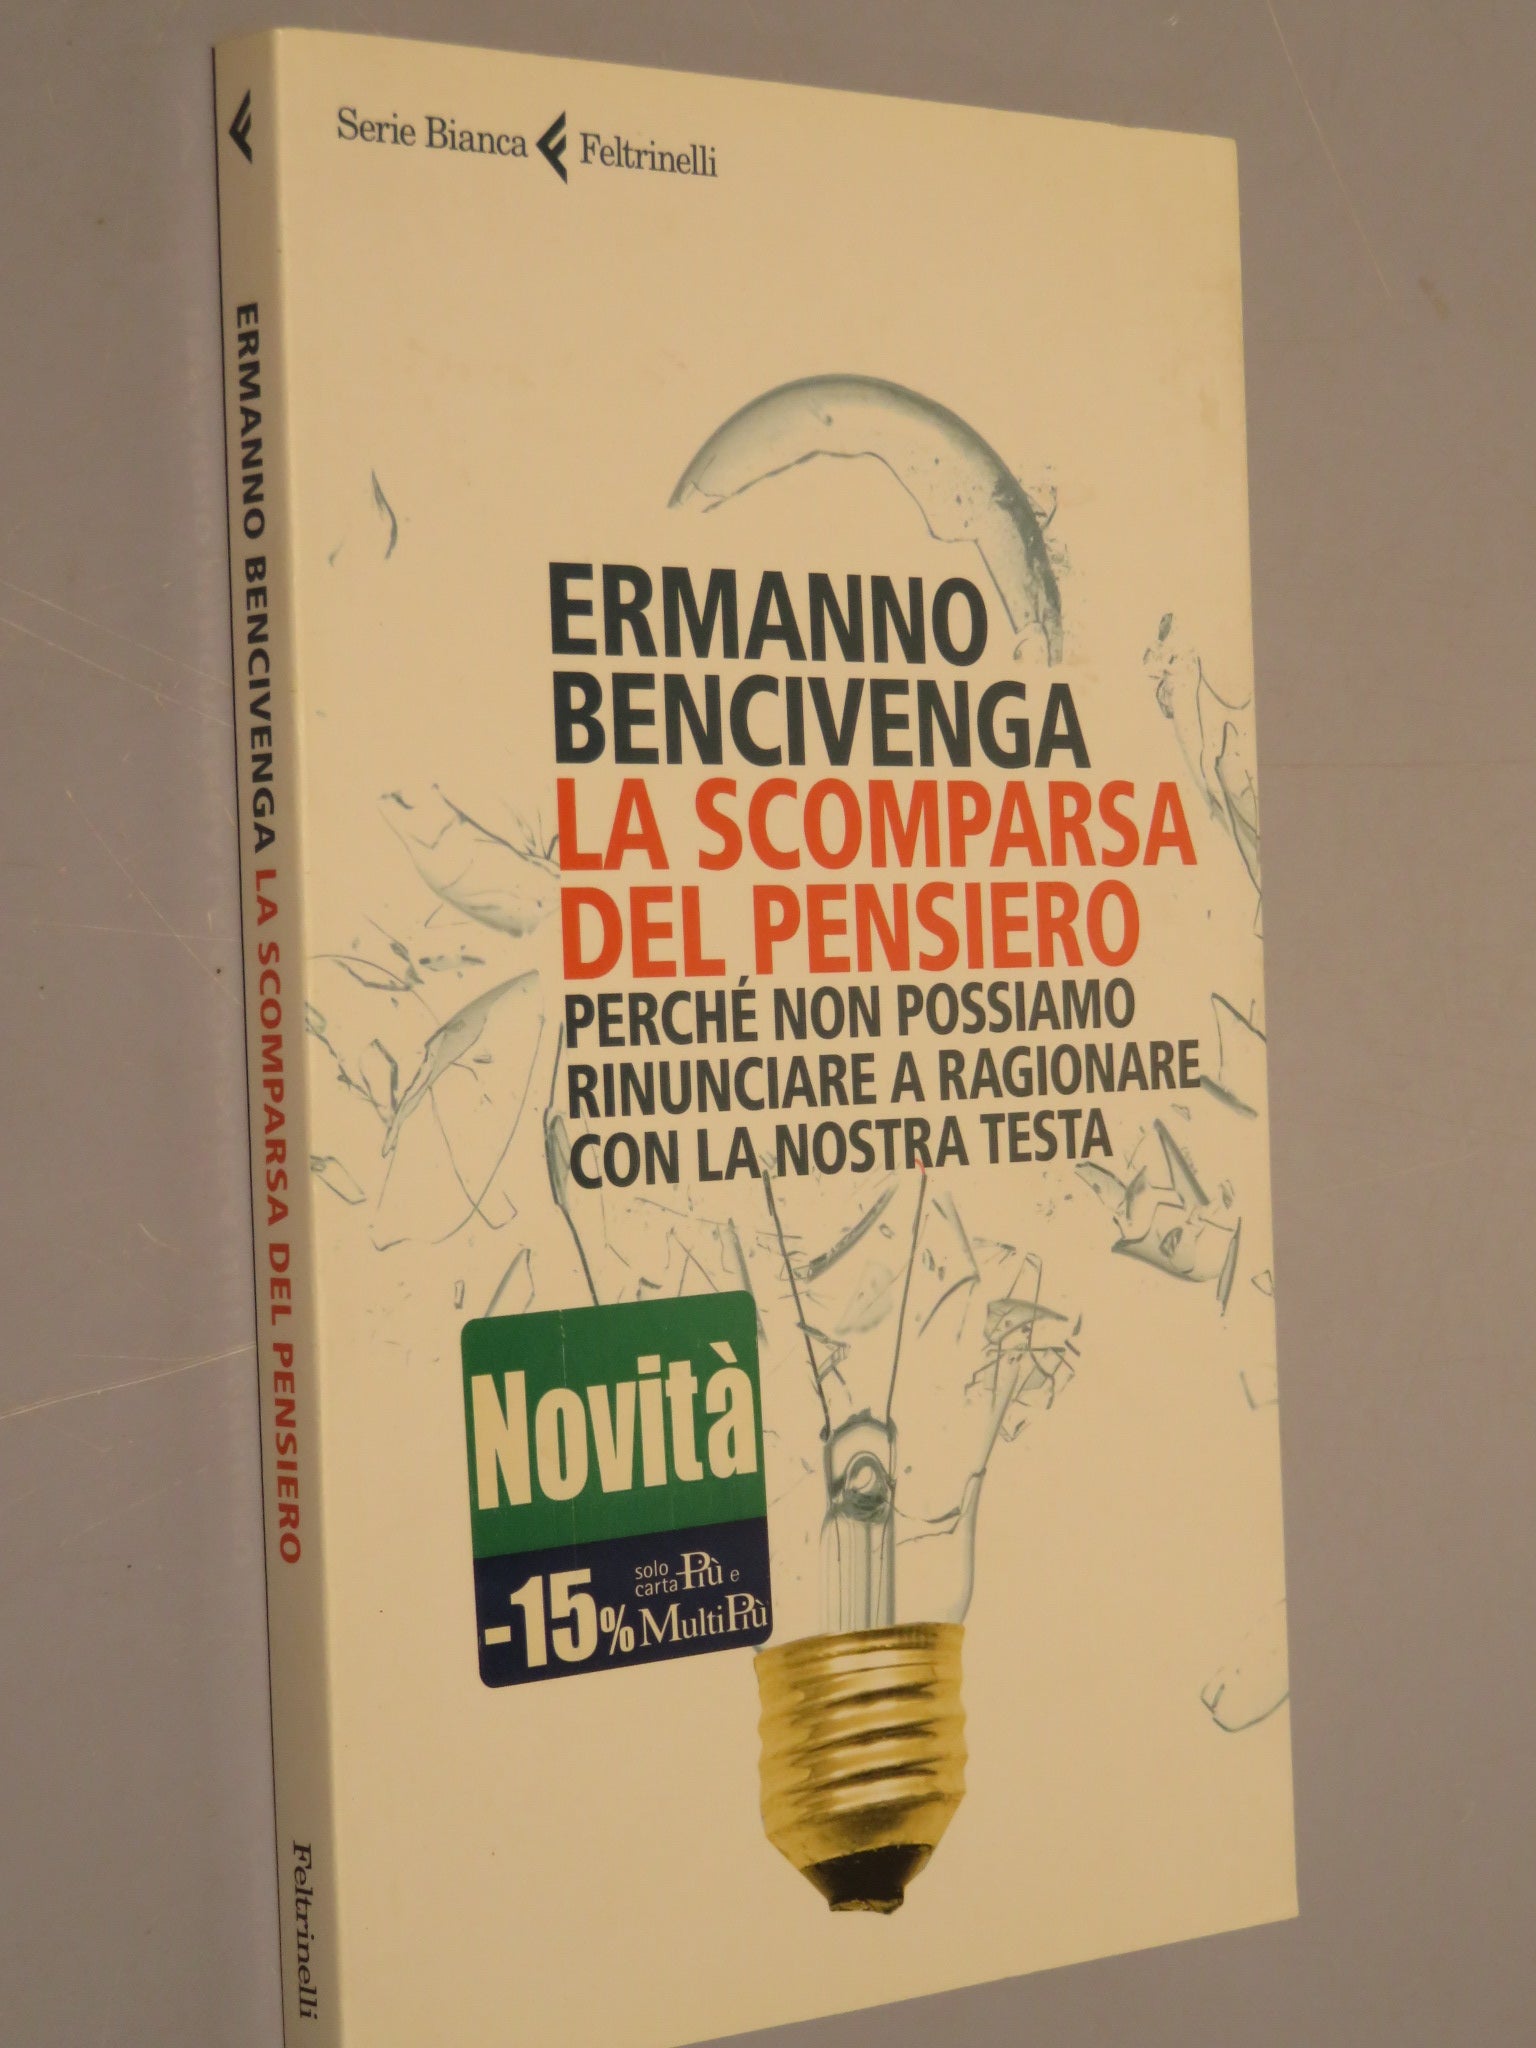 Serie Bianca Feltrinelli
ERMANNO
BENCIVENGA
LA SCOMPARSA
DEL PENSIERO
PERCHÉ NON POSSIAMO
RINUNCIARE A RAGIONARE
CON LA NOSTRA TESTA
Novità
-15% solo carta Più e MultiPiù
ERMANNO BENCIVENGA LA SCOMPARSA DEL PENSIERO
Feltrinelli